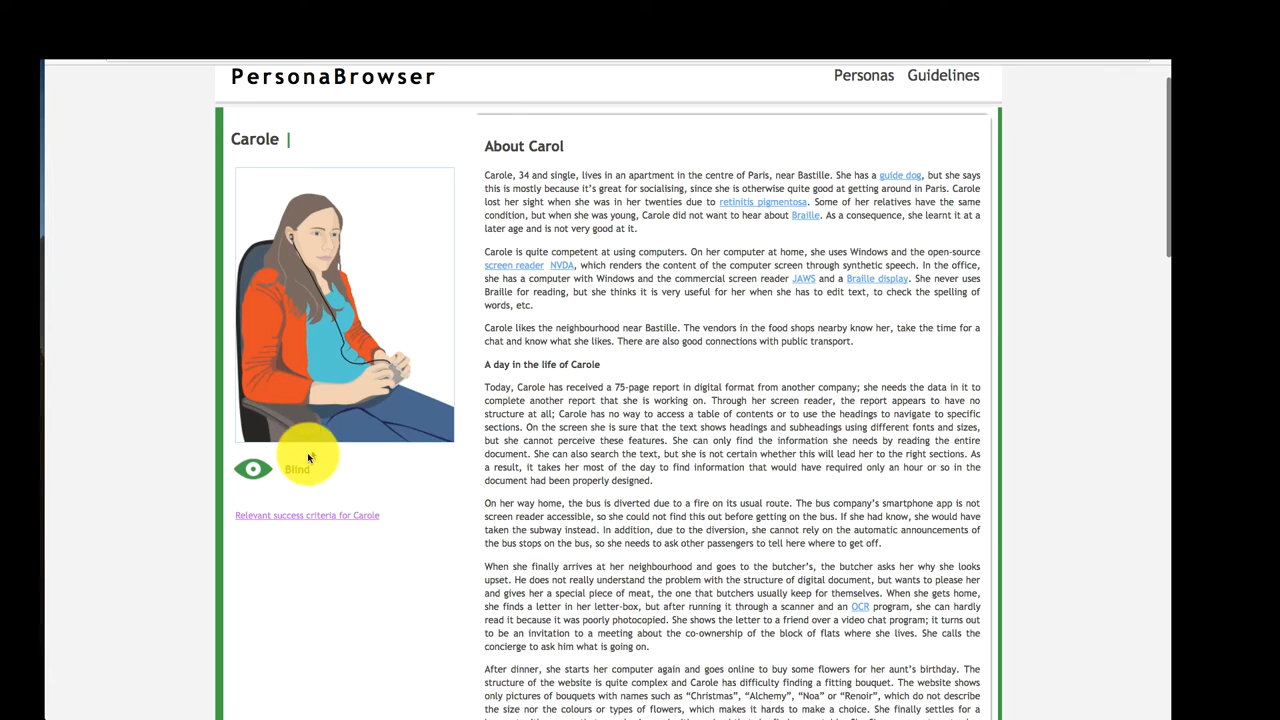 PersonaBrowser
Personas Guidelines
Carole |
Blind
Relevant success criteria for Carole
About Carol
Carole, 34 and single, lives in an apartment in the centre of Paris, near Bastille. She has a guide dog, but she says
this is mostly because it's great for socialising, since she is otherwise quite good at getting around in Paris. Carole
lost her sight when she was in her twenties due to retinitis pigmentosa. Some of her relatives have the same
condition, but when she was young, Carole did not want to hear about Braille. As a consequence, she learnt it at a
later age and is not very good at it.
Carole is quite competent at using computers. On her computer at home, she uses Windows and the open-source
screen reader NVDA, which renders the content of the computer screen through synthetic speech. In the office,
she has a computer with Windows and the commercial screen reader JAWS and a Braille display. She never uses
Braille for reading, but she thinks it is very useful for her when she has to edit text, to check the spelling of
words, etc.
Carole likes the neighbourhood near Bastille. The vendors in the food shops nearby know her, take the time for a
chat and know what she likes. There are also good connections with public transport.
A day in the life of Carole
Today, Carole has received a 75-page report in digital format from another company; she needs the data in it to
complete another report that she is working on. Through her screen reader, the report appears to have no
structure at all; Carole has no way to access a table of contents or to use the headings to navigate to specific
sections. On the screen she is sure that the text shows headings and subheadings using different fonts and sizes,
but she cannot perceive these features. She can only find the information she needs by reading the entire
document. She can also search the text, but she is not certain whether this will lead her to the right sections. As
a result, it takes her most of the day to find information that would have required only an hour or so in the
document had been properly designed.
On her way home, the bus is diverted due to a fire on its usual route. The bus company's smartphone app is not
screen reader accessible, so she could not find this out before getting on the bus. If she had know, she would have
taken the subway instead. In addition, due to the diversion, she cannot rely on the automatic announcements of
the bus stops on the bus, so she needs to ask other passengers to tell here where to get off.
When she finally arrives at her neighbourhood and goes to the butcher's, the butcher asks her why she looks
upset. He does not really understand the problem with the structure of digital document, but wants to please her
and gives her a special piece of meat, the one that butchers usually keep for themselves. When she gets home,
she finds a letter in her letter-box, but after running it through a scanner and an OCR program, she can hardly
read it because it was poorly photocopied. She shows the letter to a friend over a video chat program; it turns out
to be an invitation to a meeting about the co-ownership of the block of flats where she lives. She calls the
concierge to ask him what is going on.
After dinner, she starts her computer again and goes online to buy some flowers for her aunt's birthday. The
structure of the website is quite complex and Carole has difficulty finding a fitting bouquet. The website shows
only pictures of bouquets with names such as "Christmas", "Alchemy", "Noa" or "Renoir", which do not describe
the size nor the colours or types of flowers, which makes it hards to make a choice. She finally settles for a